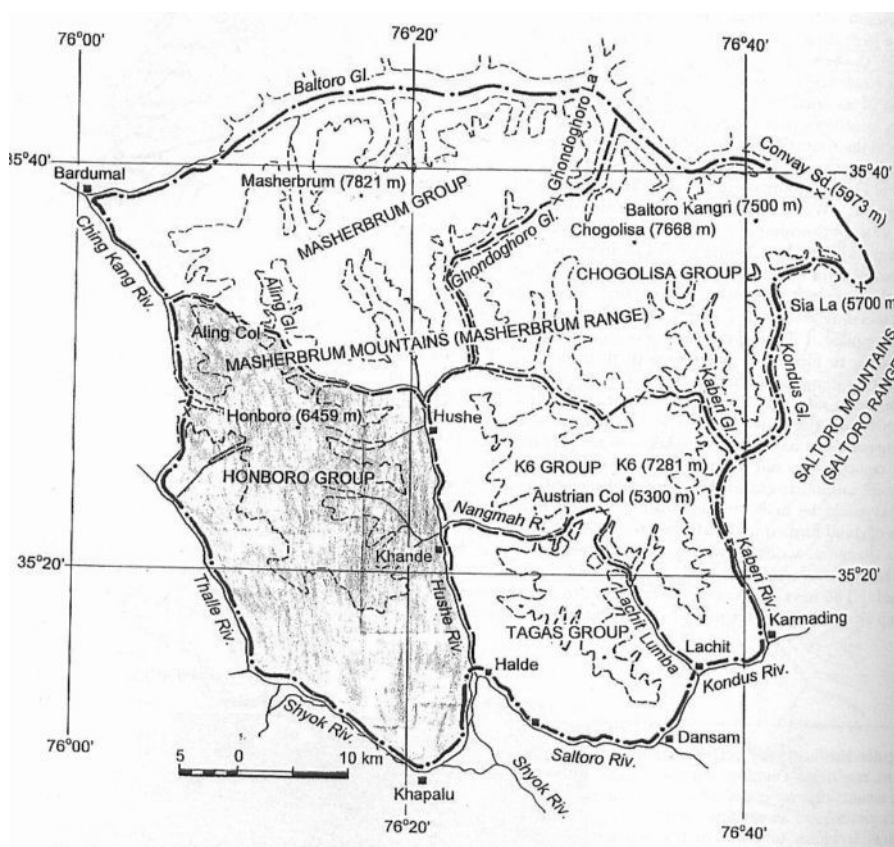 76°00'
76°20'
76°40'
Baltoro Gl.
Ghondoghoro La
35°40'
Bardumal
Masherbrum (7821 m)
Convay Sd.(5973 m)
35°40'
MASHERBRUM GROUP
Baltoro Kangri (7500 m)
Chogolisa (7668 m)
Ghondoghoro Gl.
Ching Kang Riv.
CHOGOLISA GROUP
Aling Gl.
Sia La (5700 m
Aling Col
MASHERBRUM MOUNTAINS (MASHERBRUM RANGE)
Kondus Gl.
Kaberi Gl.
SALTORO MOUNTAINS
(SALTORO RANGE)
Honboro (6459 m)
Hushe
HONBORO GROUP
K6 GROUP
K6 (7281 m)
Austrian Col (5300 m)
Nangmah R.
Khande
35°20'
35°20'
Kaberi Riv.
Thalle Riv.
Hushe Riv.
Lachit Lumba
TAGAS GROUP
Karmading
Halde
Lachit
Kondus Riv.
Shyok Riv.
76°00'
Dansam
Saltoro Riv.
5 0 10 km
Khapalu
Shyok Riv.
76°20'
76°40'